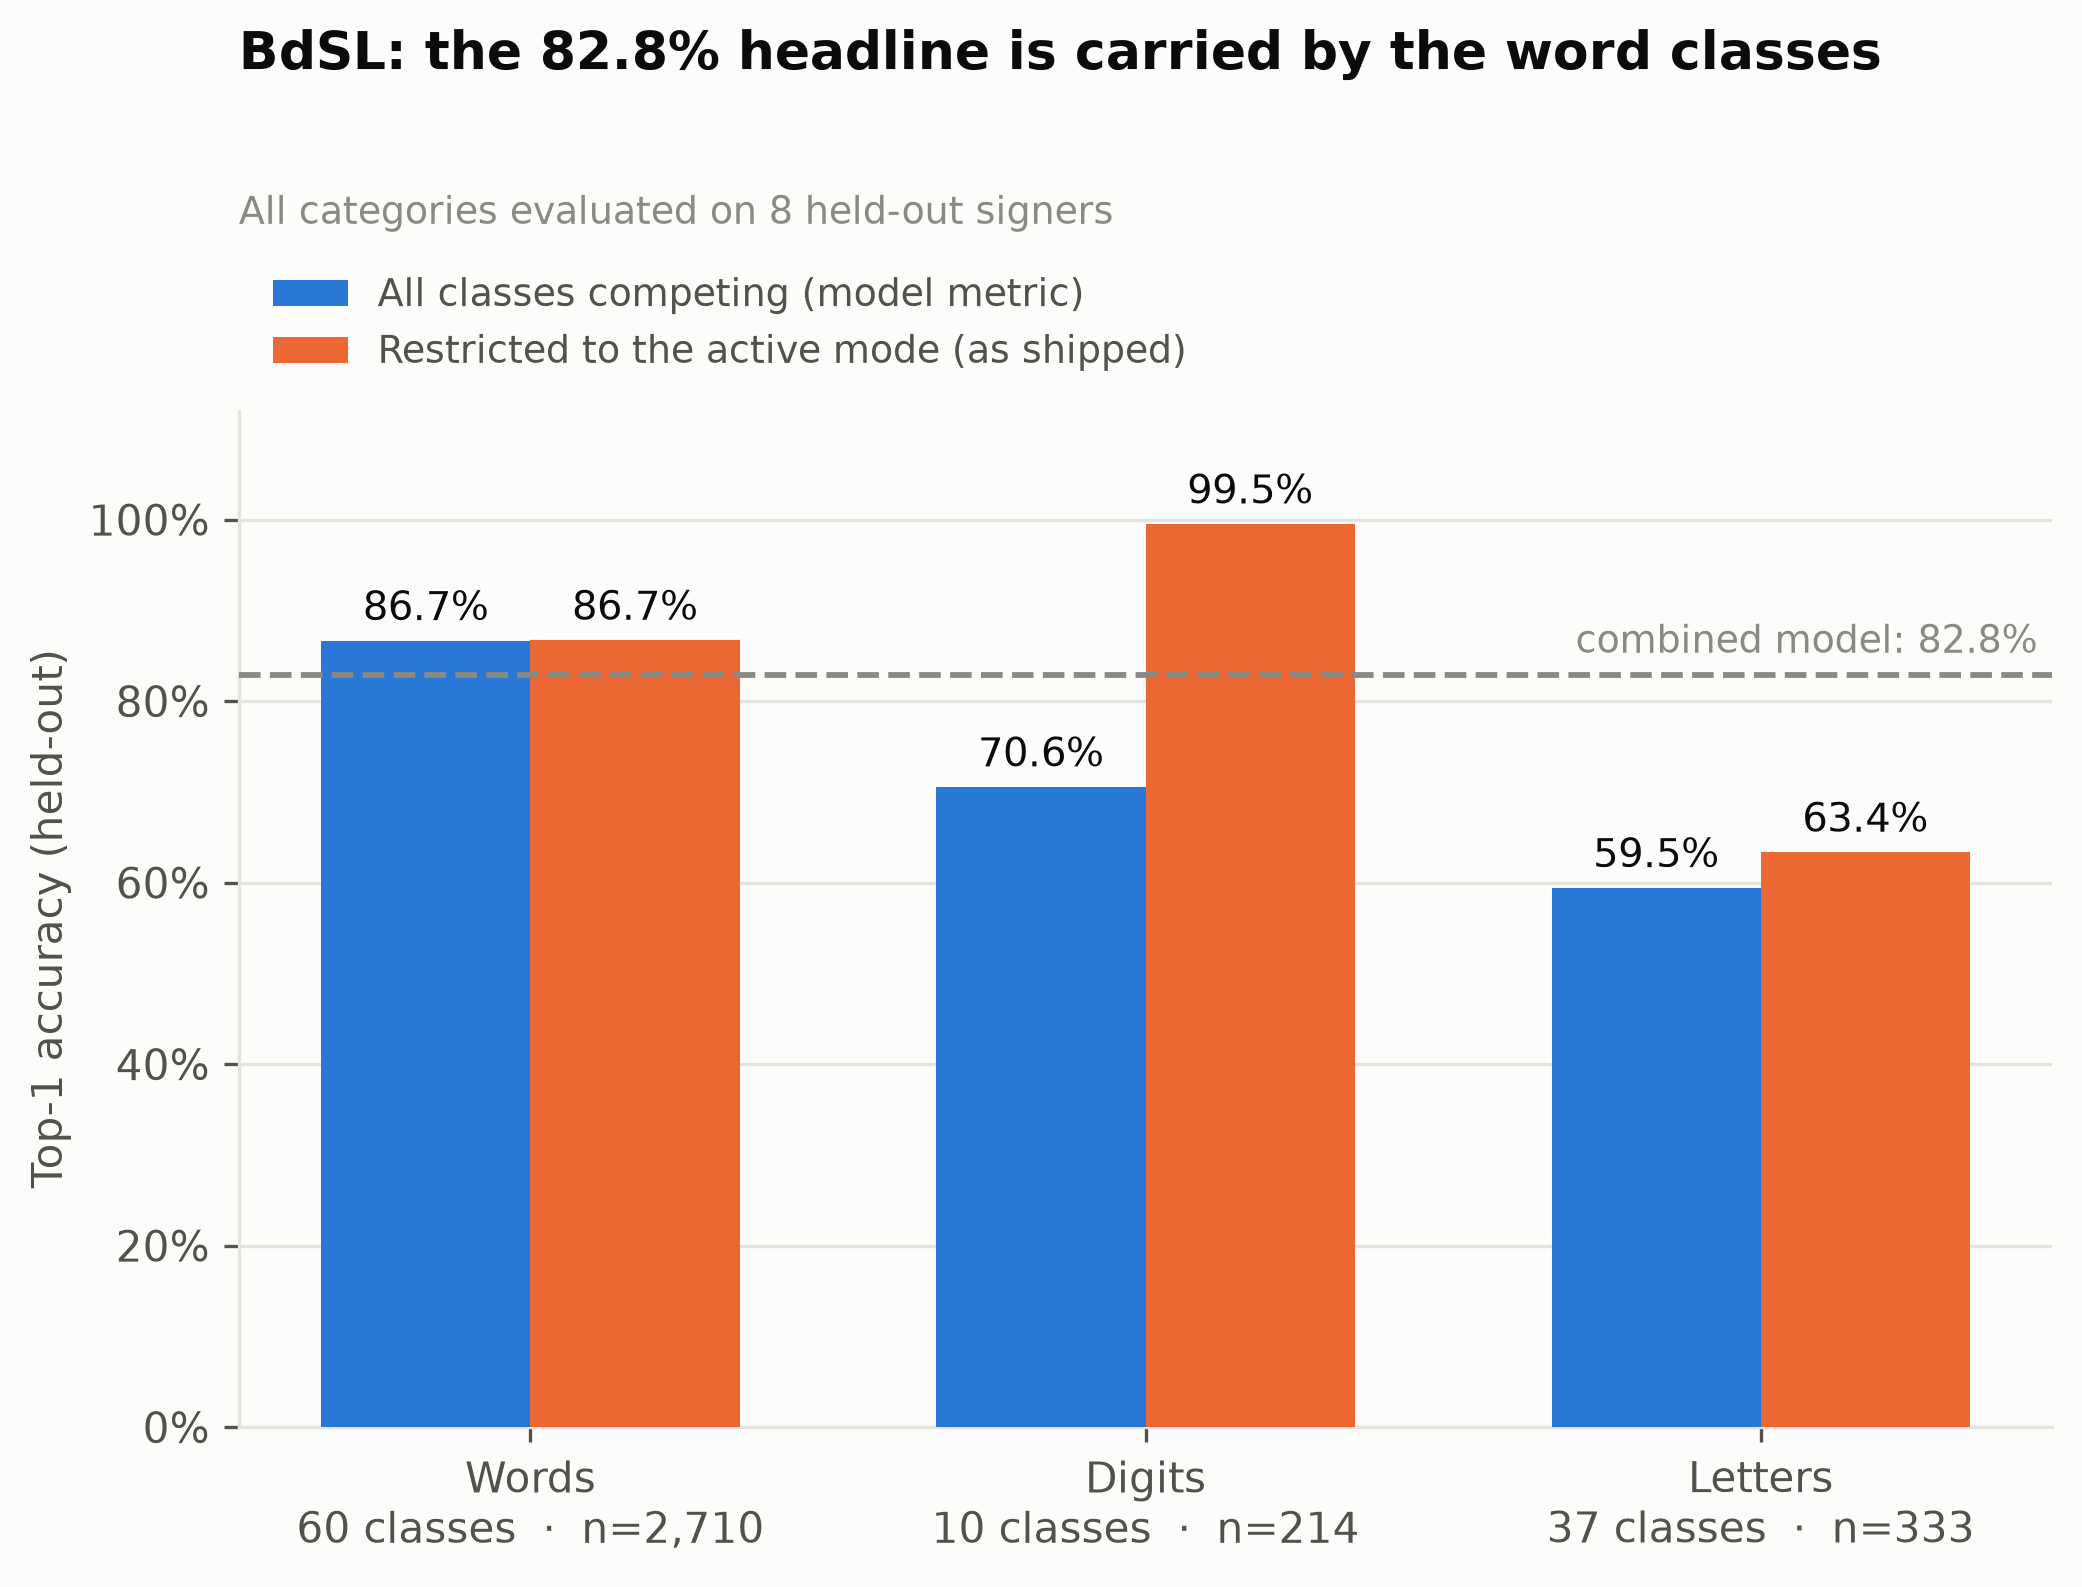 BdSL: the 82.8% headline is carried by the word classes
All categories evaluated on 8 held-out signers
All classes competing (model metric)
Restricted to the active mode (as shipped)
Top-1 accuracy (held-out)
100%
80%
60%
40%
20%
0%
86.7%
86.7%
70.6%
99.5%
59.5%
63.4%
combined model: 82.8%
Words
60 classes · n=2,710
Digits
10 classes · n=214
Letters
37 classes · n=333